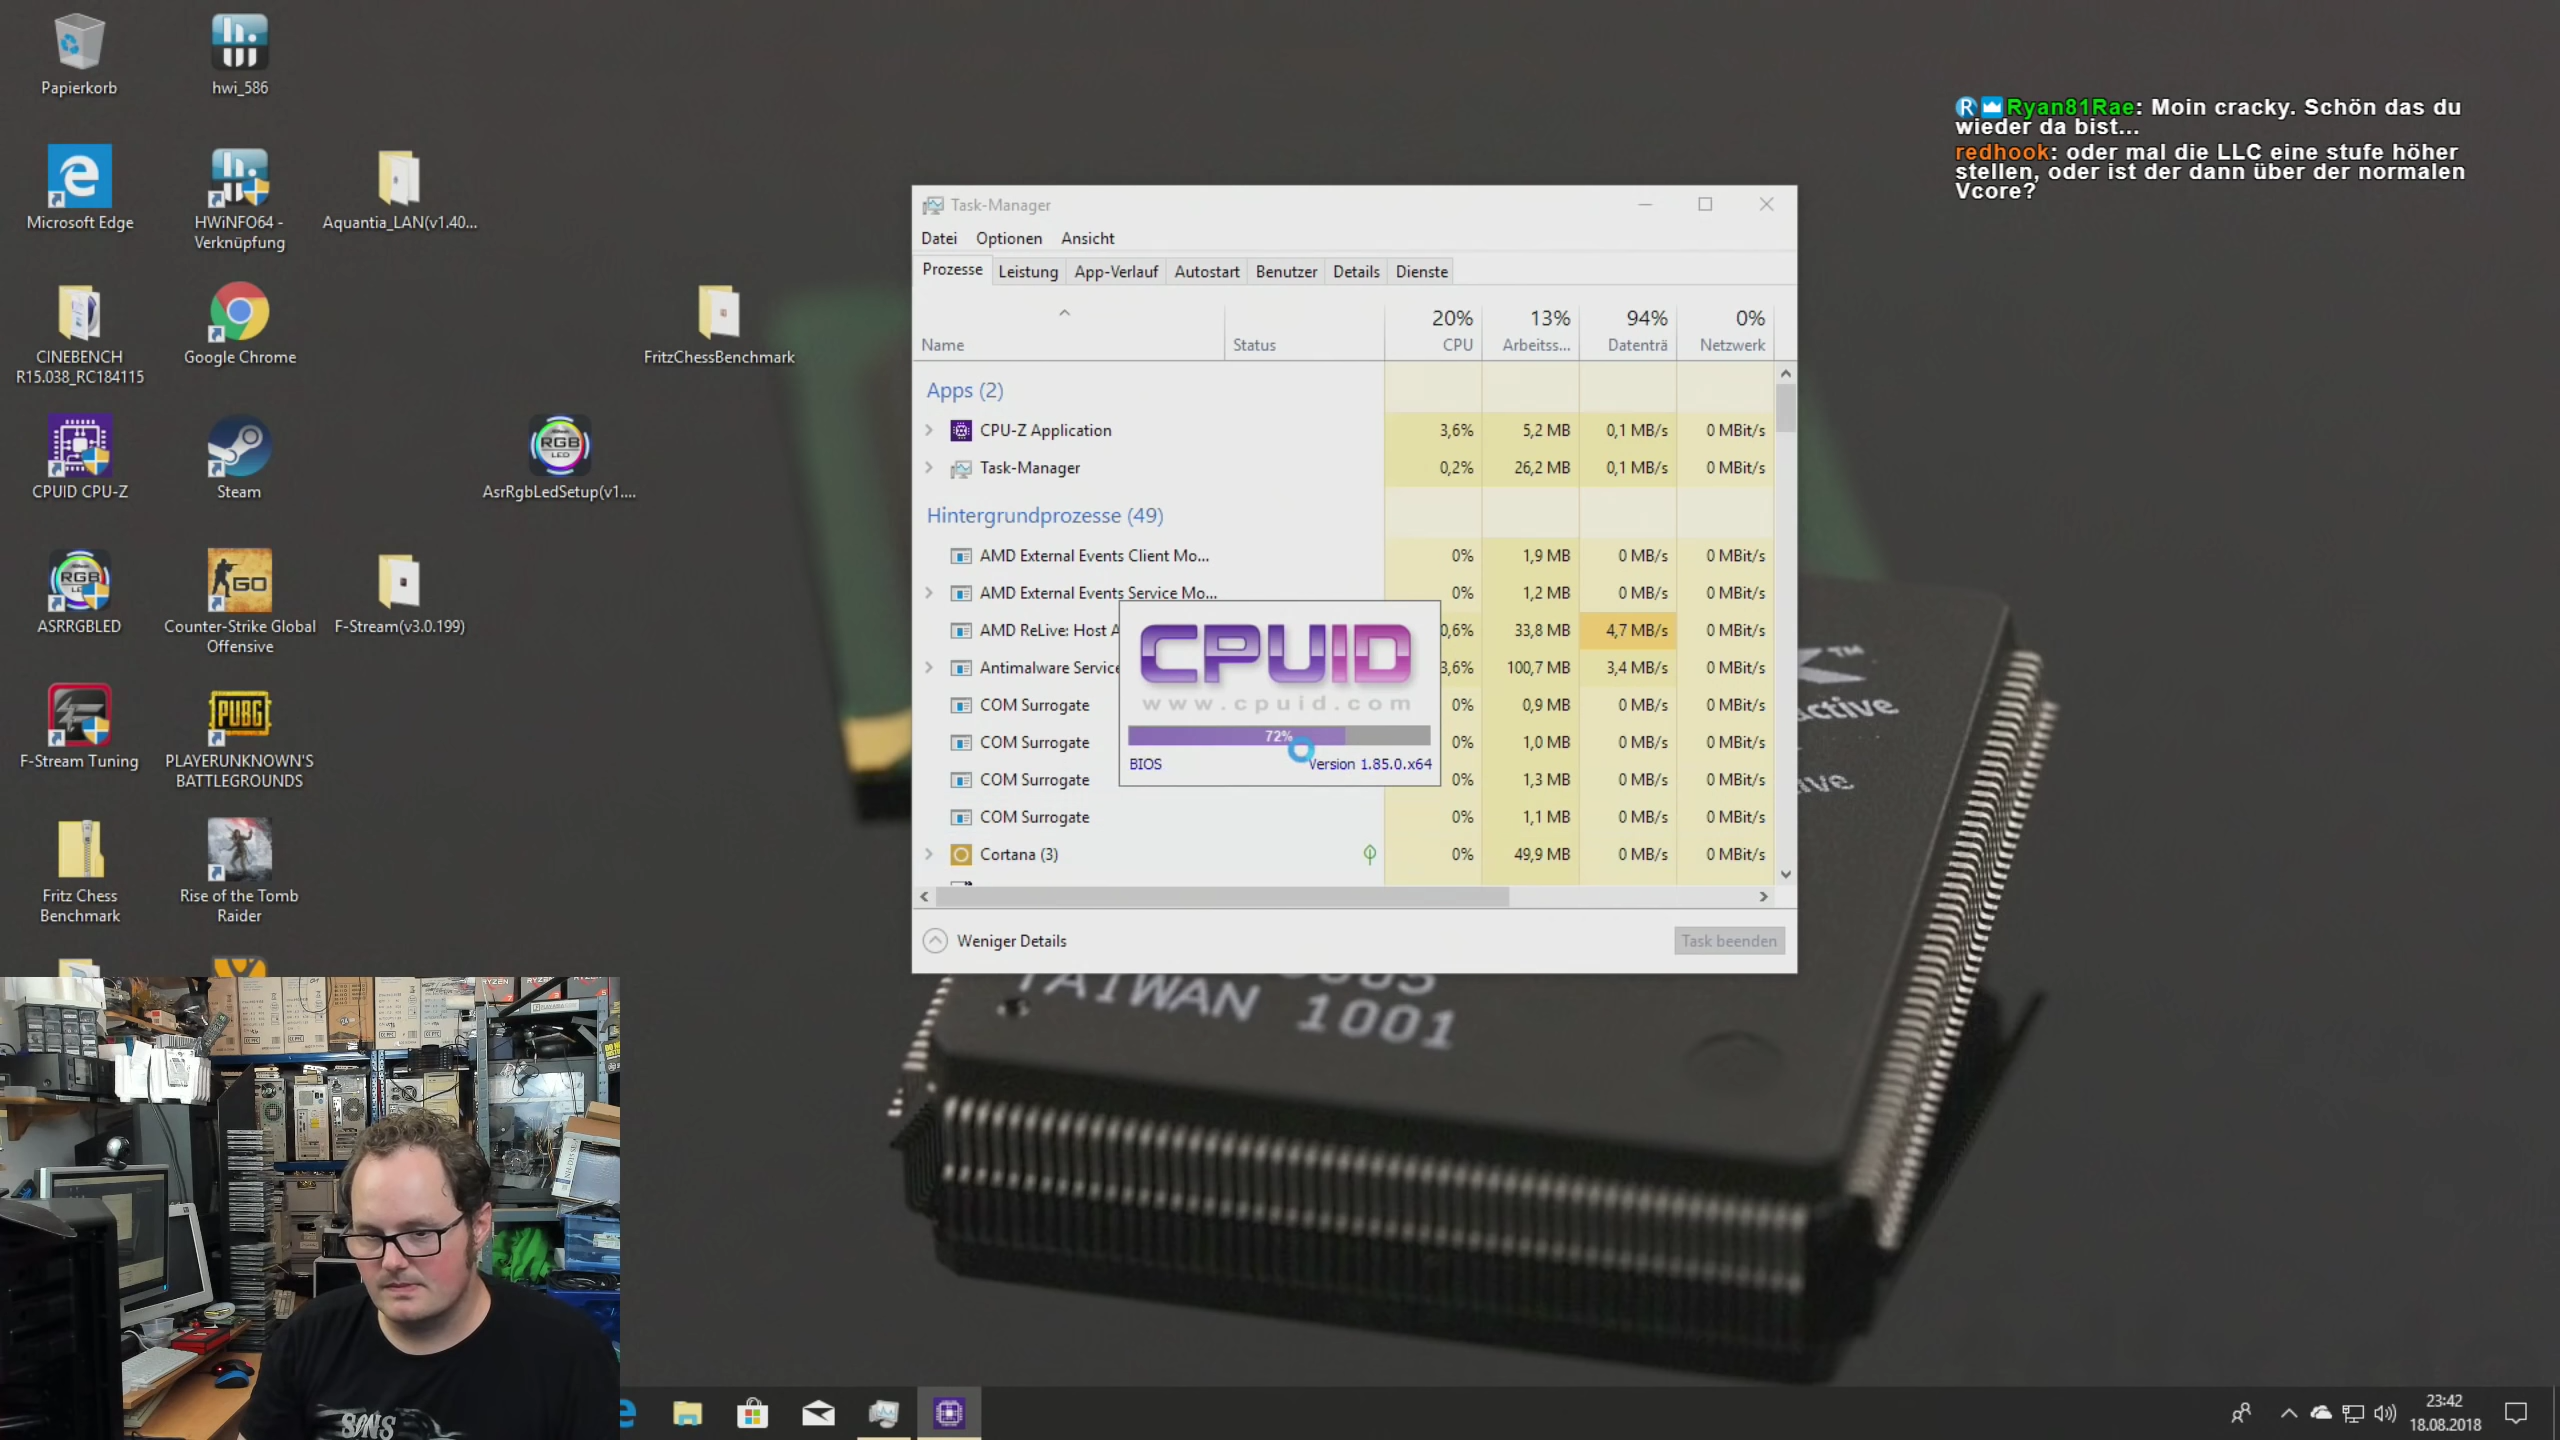 Papierkorb
hwi_586
Microsoft Edge
HWiNFO64 -
Verknüpfung
Aquantia_LAN(v1.40...
CINEBENCH
R15.038_RC184115
Google Chrome
FritzChessBenchmark
CPUID CPU-Z
Steam
RGB
LED
AsrRgbLedSetup(v1....
RGB
ASRRGBLED
GO
Counter-Strike Global
Offensive
F-Stream(v3.0.199)
F-Stream Tuning
PUBG
PLAYERUNKNOWN'S
BATTLEGROUNDS
Fritz Chess
Benchmark
Rise of the Tomb
Raider
Ryan81Rae: Moin cracky. Schön das du
wieder da bist...
redhook: oder mal die LLC eine stufe höher
stellen, oder ist der dann über der normalen
Vcore?
Task-Manager
Datei Optionen Ansicht
Prozesse Leistung App-Verlauf Autostart Benutzer Details Dienste
20% 13% 94% 0%
Name Status CPU Arbeitss... Datenträ Netzwerk
Apps (2)
CPU-Z Application 3,6% 5,2 MB 0,1 MB/s 0 MBit/s
Task-Manager 0,2% 26,2 MB 0,1 MB/s 0 MBit/s
Hintergrundprozesse (49)
AMD External Events Client Mo... 0% 1,9 MB 0 MB/s 0 MBit/s
AMD External Events Service Mo... 0% 1,2 MB 0 MB/s 0 MBit/s
AMD ReLive: Host A 0,6% 33,8 MB 4,7 MB/s 0 MBit/s
Antimalware Service 3,6% 100,7 MB 3,4 MB/s 0 MBit/s
COM Surrogate 0% 0,9 MB 0 MB/s 0 MBit/s
COM Surrogate 0% 1,0 MB 0 MB/s 0 MBit/s
COM Surrogate 0% 1,3 MB 0 MB/s 0 MBit/s
COM Surrogate 0% 1,1 MB 0 MB/s 0 MBit/s
Cortana (3) 0% 49,9 MB 0 MB/s 0 MBit/s
CPUID
www.cpuid.com
72%
BIOS Version 1.85.0.x64
Weniger Details
Task beenden
TAIWAN 1001
RYZEN
SONS
23:42
18.08.2018